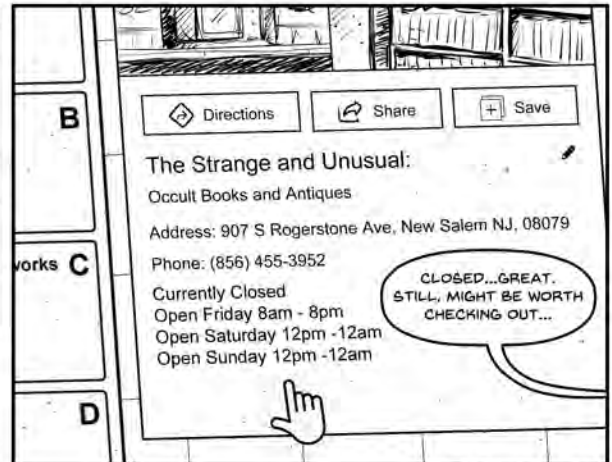 B
Directions
Share
Save
The Strange and Unusual:
Occult Books and Antiques
Address: 907 S Rogerstone Ave, New Salem NJ, 08079
Phone: (856) 455-3952
orks C
Currently Closed
Open Friday 8am - 8pm
Open Saturday 12pm -12am
Open Sunday 12pm -12am
CLOSED...GREAT.
STILL, MIGHT BE WORTH
CHECKING OUT...
D